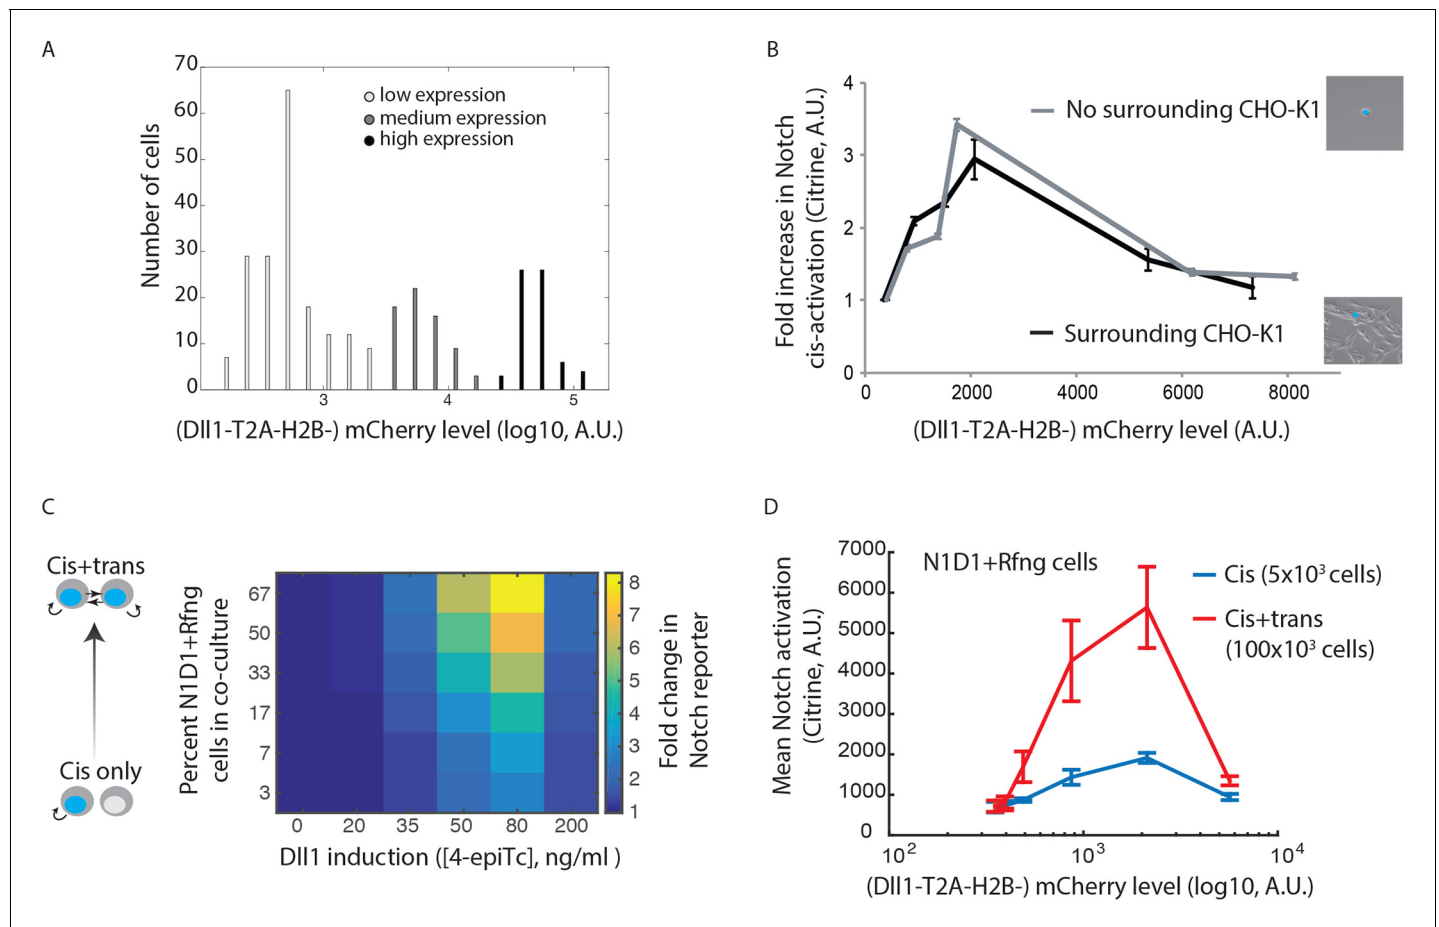 A
70
60
50
40
30
20
10
0
Number of cells
low expression
medium expression
high expression
3
4
5
(Dll1-T2A-H2B-) mCherry level (log10, A.U.)
B
4
3
2
1
0
Fold increase in Notch
cis-activation (Citrine, A.U.)
No surrounding CHO-K1
Surrounding CHO-K1
0
2000
4000
6000
8000
(Dll1-T2A-H2B-) mCherry level (A.U.)
C
Cis+trans
Cis only
Percent N1D1+Rfng
cells in co-culture
67
50
33
17
7
3
0
20
35
50
80
200
Dll1 induction ([4-epiTc], ng/ml )
8
7
6
5
4
3
2
1
Fold change in
Notch reporter
D
7000
6000
5000
4000
3000
2000
1000
0
Mean Notch activation
(Citrine, A.U.)
N1D1+Rfng cells
Cis (5x10³ cells)
Cis+trans
(100x10³ cells)
10²
10³
10⁴
(Dll1-T2A-H2B-) mCherry level (log10, A.U.)